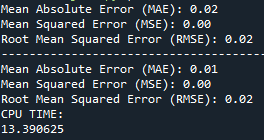 Mean Absolute Error (MAE): 0.02
Mean Squared Error (MSE): 0.00
Root Mean Squared Error (RMSE): 0.02
----------------------------------------
Mean Absolute Error (MAE): 0.01
Mean Squared Error (MSE): 0.00
Root Mean Squared Error (RMSE): 0.02
CPU TIME:
13.390625